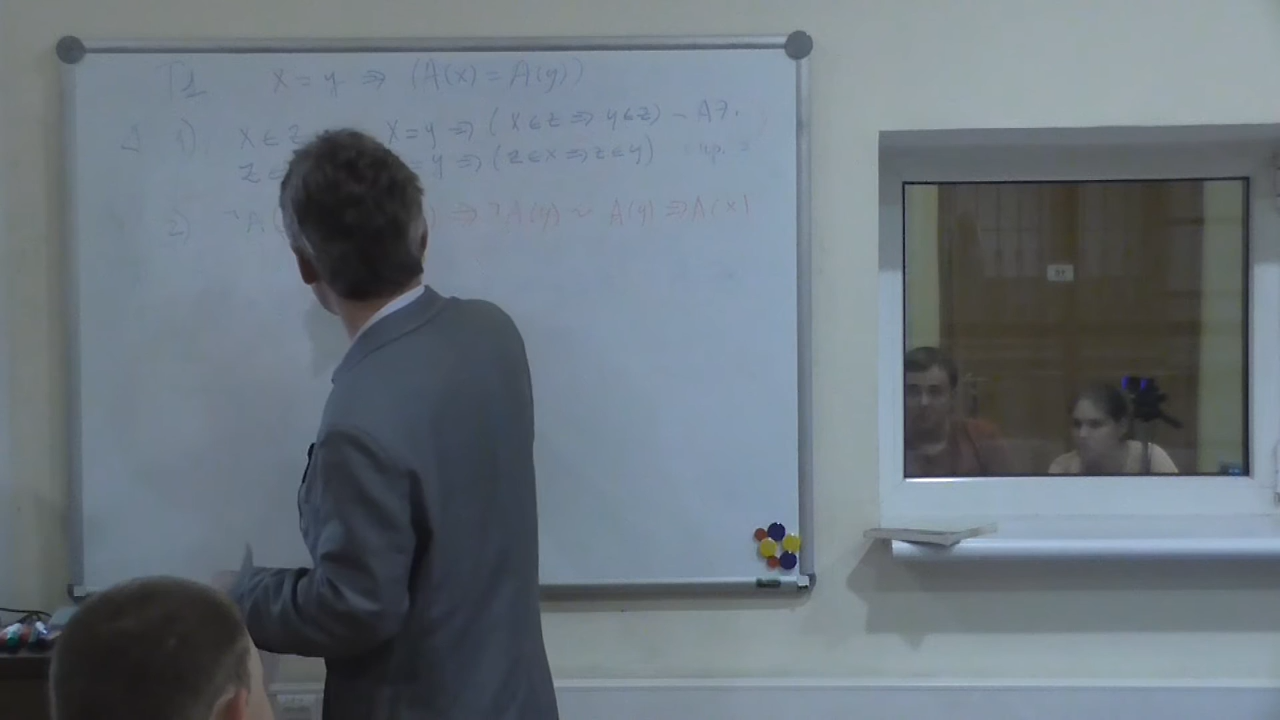 T1 x = y ⇒ (A(x) = A(y))
1) x ∈ z x = y ⇒ (x ∈ z ⇒ y ∈ z) – A7.
z ∈ = y ⇒ (z ∈ x ⇒ z ∈ y)
2) ¬A( ) ⇒ ¬A(y) ~ A(y) ⇒ A(x)